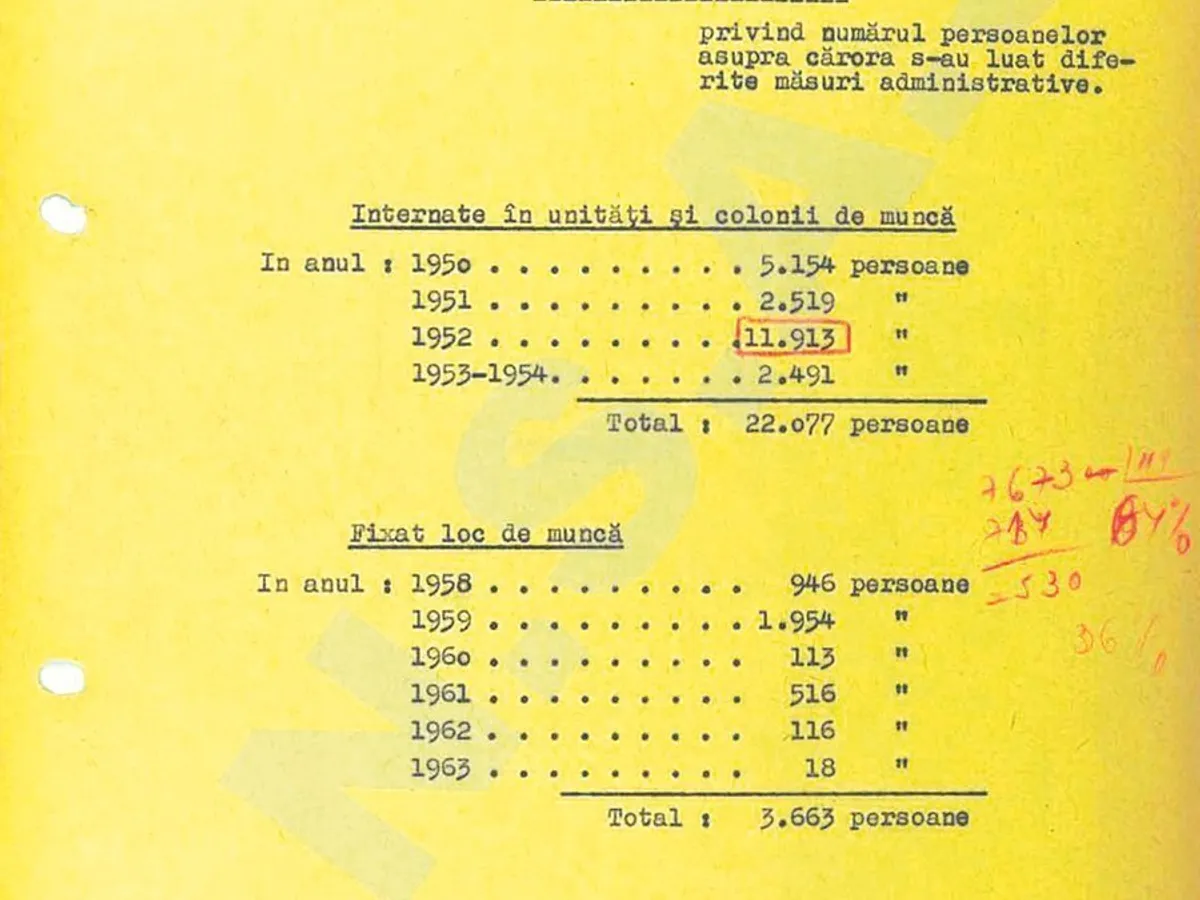 privind numărul persoanelor
asupra cărora s-au luat dife-
rite măsuri administrative.
Internate în unităţi şi colonii de muncă
In anul : 195o . . . . . . . . . 5.154 persoane
1951 . . . . . . . . . 2.519 "
1952 . . . . . . . . . 11.913 "
1953-1954. . . . . . . 2.491 "
Total : 22.o77 persoane
7673
Fixat loc de muncă
530
In anul : 1958 . . . . . . . . . 946 persoane
1959 . . . . . . . . . 1.954 "
36%
196o . . . . . . . . . 113 "
1961 . . . . . . . . . 516 "
1962 . . . . . . . . . 116 "
1963 . . . . . . . . . 18 "
Total : 3.663 persoane